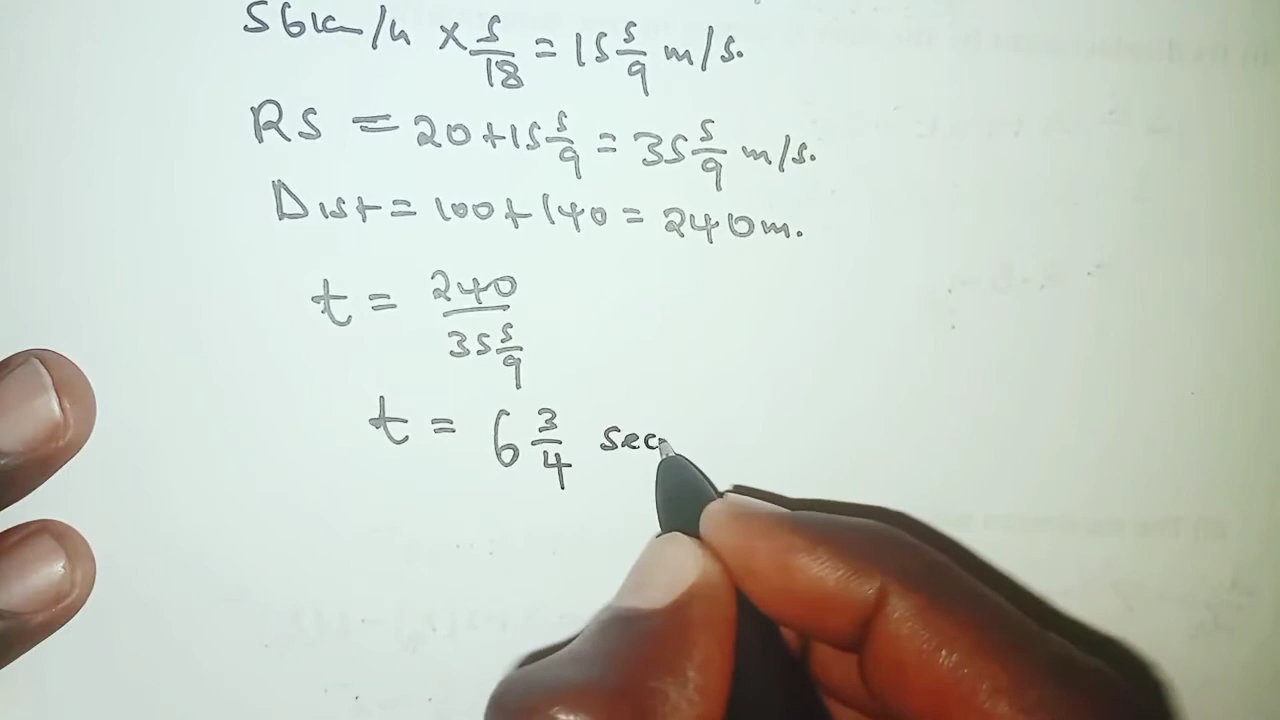 56km/h × 5/18 = 15 5/9 m/s.
RS = 20+15 5/9 = 35 5/9 m/s.
Dist = 100+140 = 240m.
t = 240/35 5/9
t = 6 3/4 sec